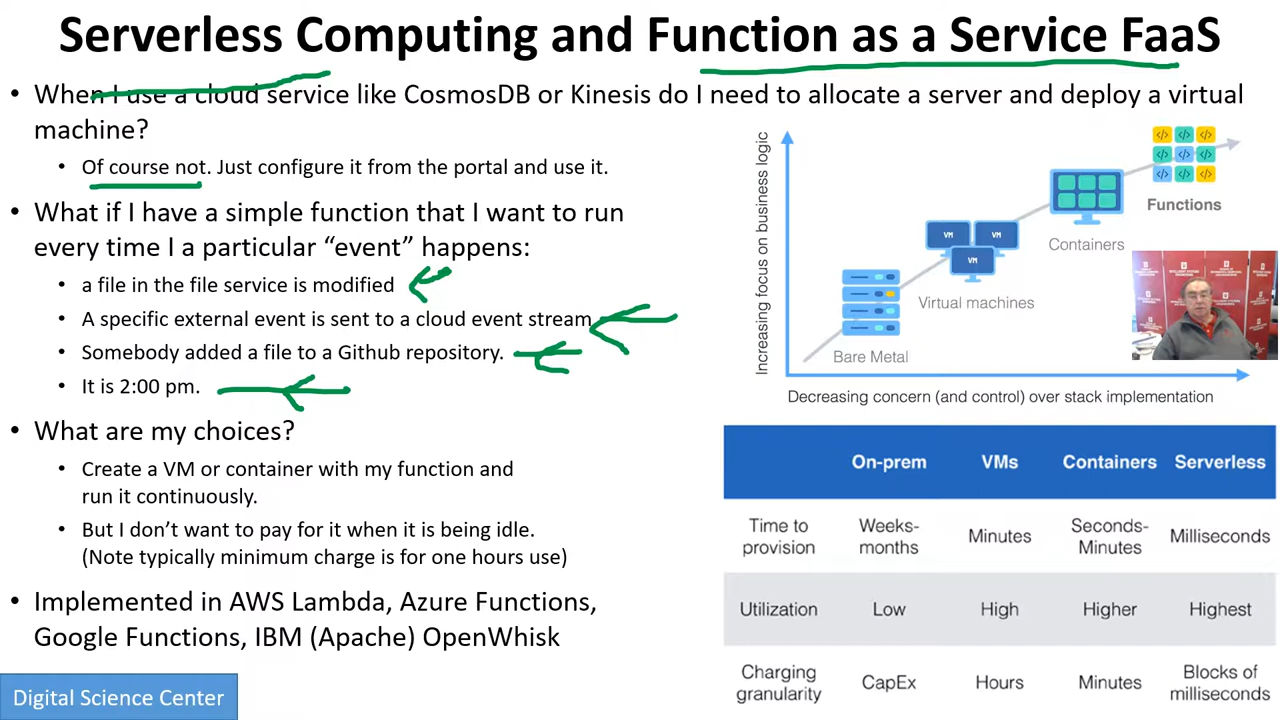 Serverless Computing and Function as a Service FaaS
• When I use a cloud service like CosmosDB or Kinesis do I need to allocate a server and deploy a virtual
machine?
• Of course not. Just configure it from the portal and use it.
• What if I have a simple function that I want to run
every time I a particular “event” happens:
• a file in the file service is modified
• A specific external event is sent to a cloud event stream
• Somebody added a file to a Github repository.
• It is 2:00 pm.
• What are my choices?
• Create a VM or container with my function and
run it continuously.
• But I don’t want to pay for it when it is being idle.
(Note typically minimum charge is for one hours use)
• Implemented in AWS Lambda, Azure Functions,
Google Functions, IBM (Apache) OpenWhisk
Digital Science Center
Increasing focus on business logic
Bare Metal
VM
VM
VM
Virtual machines
Containers
Functions
Decreasing concern (and control) over stack implementation
On-prem VMs Containers Serverless
Time to provision Weeks-months Minutes Seconds-Minutes Milliseconds
Utilization Low High Higher Highest
Charging granularity CapEx Hours Minutes Blocks of milliseconds